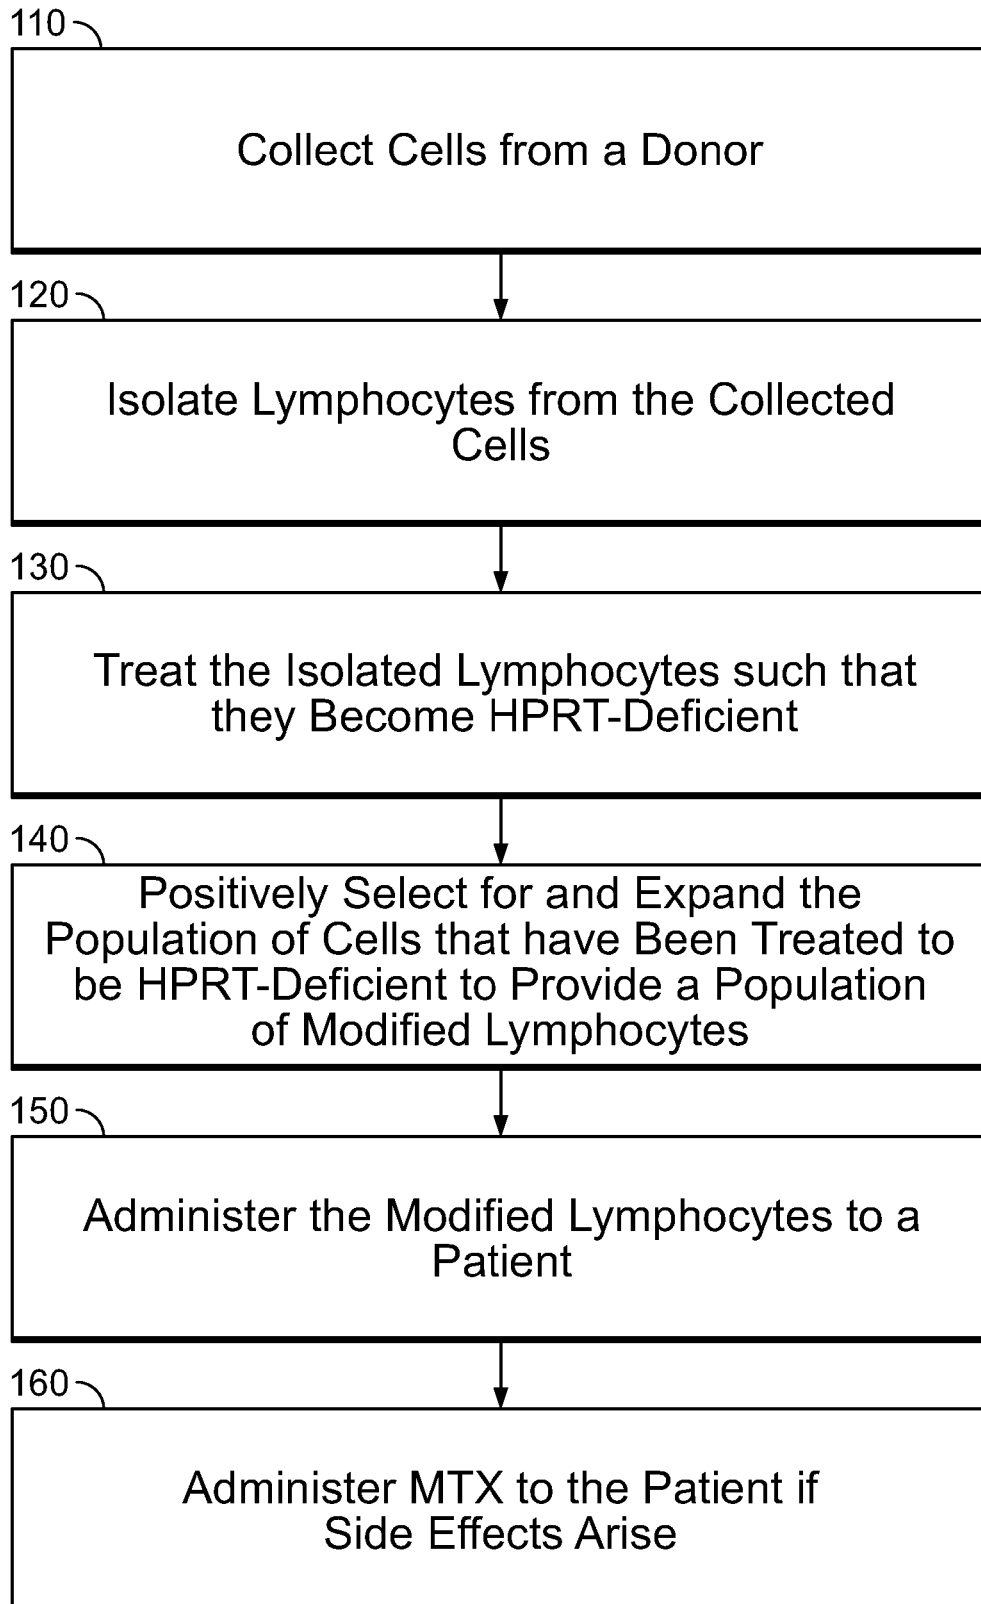 110
Collect Cells from a Donor
120
Isolate Lymphocytes from the Collected
Cells
130
Treat the Isolated Lymphocytes such that
they Become HPRT-Deficient
140
Positively Select for and Expand the
Population of Cells that have Been Treated to
be HPRT-Deficient to Provide a Population
of Modified Lymphocytes
150
Administer the Modified Lymphocytes to a
Patient
160
Administer MTX to the Patient if
Side Effects Arise